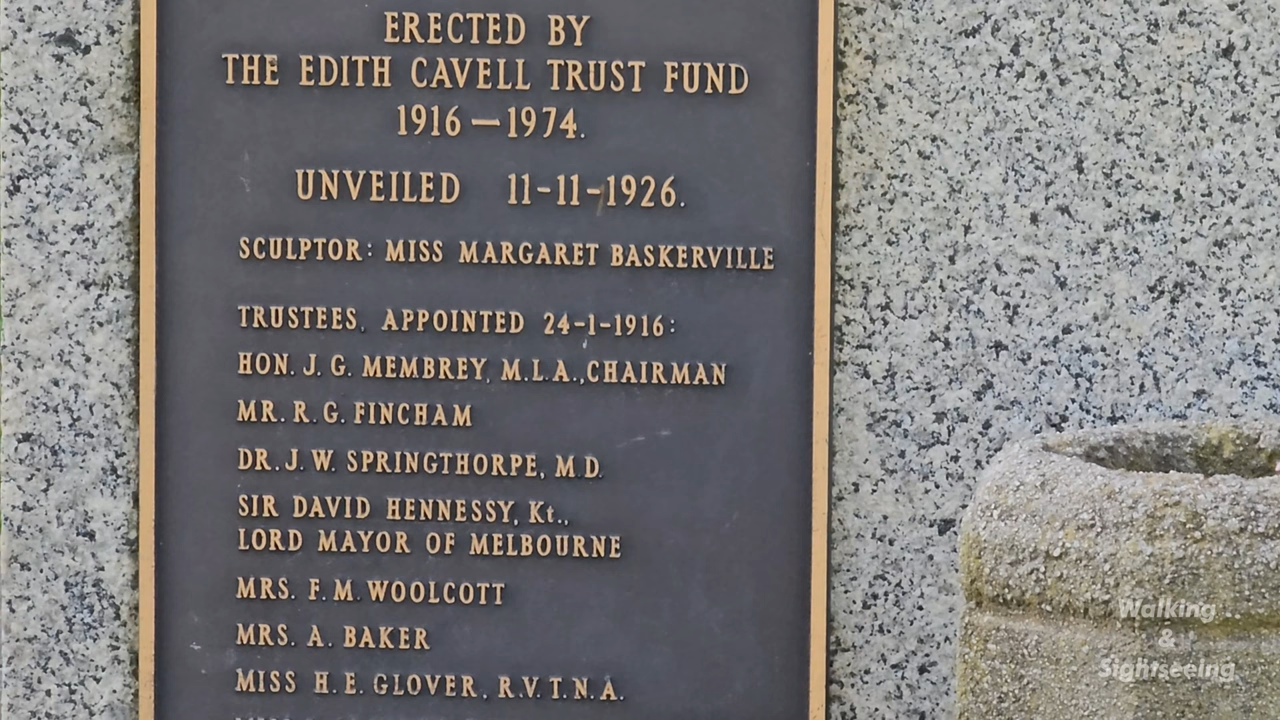 ERECTED BY
THE EDITH CAVELL TRUST FUND
1916 — 1974.
UNVEILED 11-11-1926.
SCULPTOR: MISS MARGARET BASKERVILLE
TRUSTEES, APPOINTED 24-1-1916:
HON. J. G. MEMBREY, M.L.A., CHAIRMAN
MR. R. G. FINCHAM
DR. J. W. SPRINGTHORPE, M.D.
SIR DAVID HENNESSY, Kt.,
LORD MAYOR OF MELBOURNE
MRS. F. M. WOOLCOTT
MRS. A. BAKER
MISS H. E. GLOVER, R.V.T.N.A.
Walking
&
Sightseeing